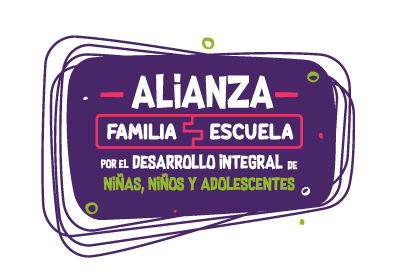 ALiANZA
FAMILIA ESCUELA
POR EL DESARROLLO INTEGRAL DE
NIÑAS, NIÑOS Y ADOLESCENTES